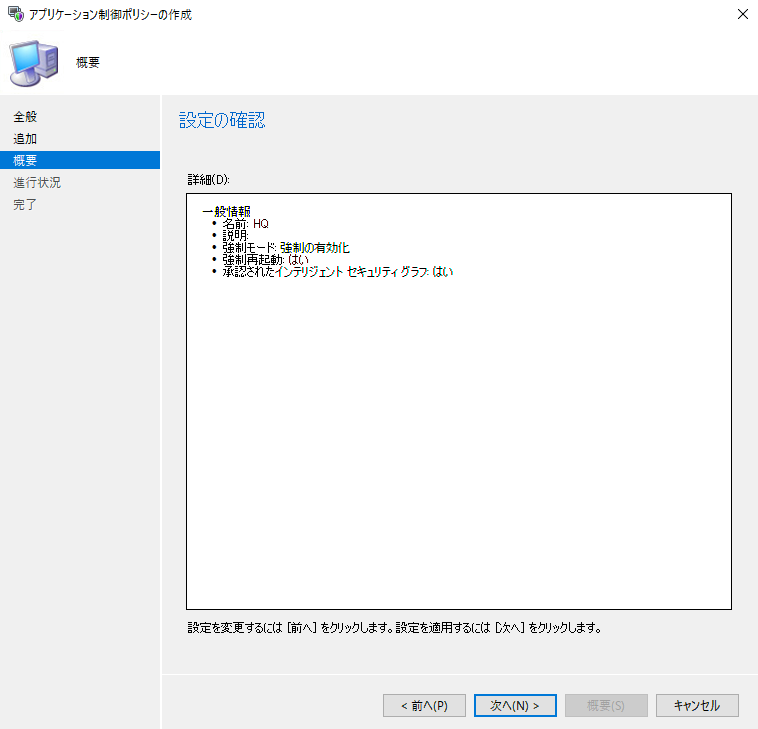 アプリケーション制御ポリシーの作成
概要
全般
追加
概要
進行状況
完了
設定の確認
詳細(D):
一般情報
• 名前: HQ
• 説明:
• 強制モード: 強制の有効化
• 強制再起動: はい
• 承認されたインテリジェント セキュリティ グラフ: はい
設定を変更するには [前へ] をクリックします。設定を適用するには [次へ] をクリックします。
< 前へ(P)
次へ(N) >
概要(S)
キャンセル